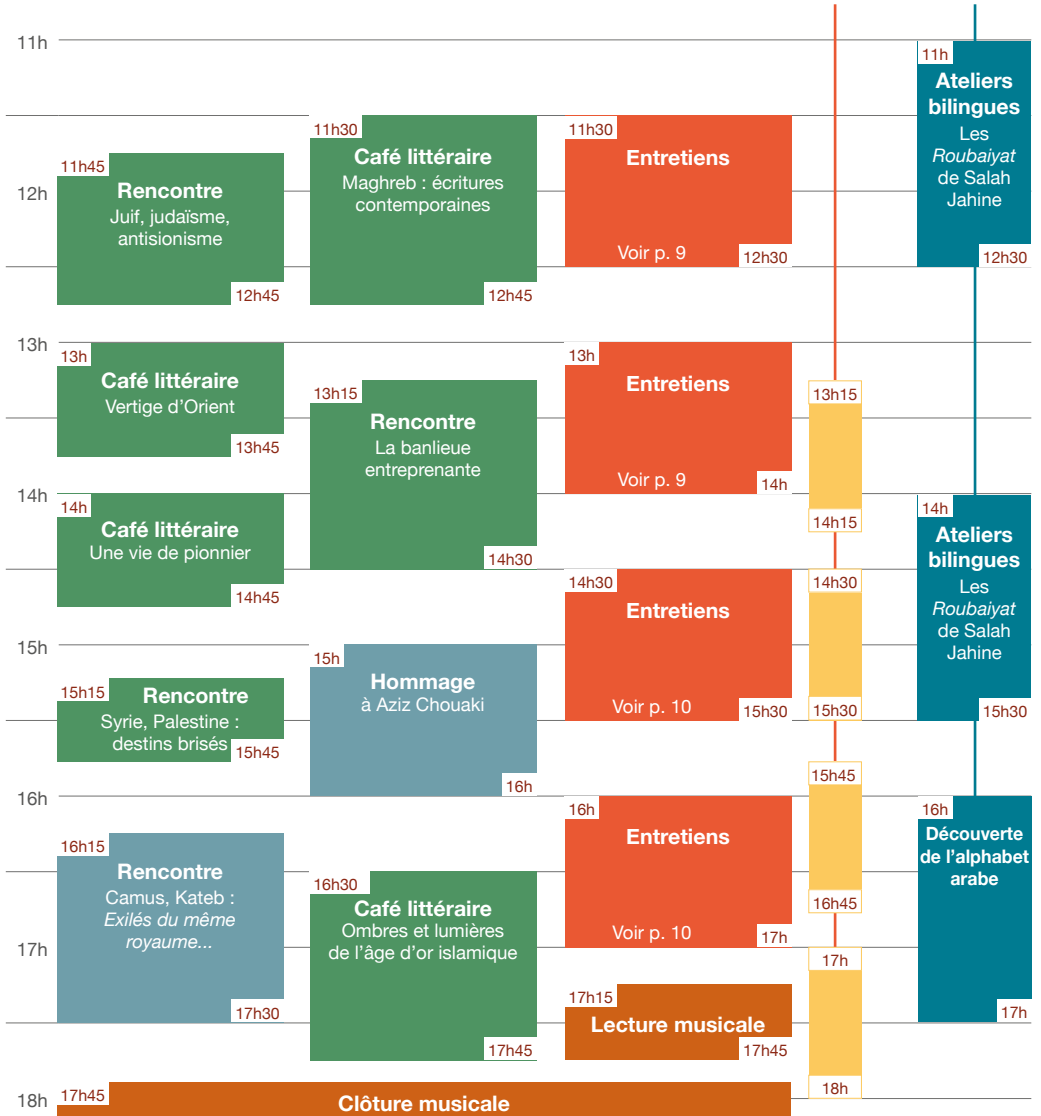 11h
11h
Ateliers
bilingues
Les
Roubaiyat
de Salah
Jahine
12h30
11h30
Café littéraire
Maghreb : écritures
contemporaines
12h45
11h30
Entretiens
Voir p. 9
12h30
11h45
Rencontre
Juif, judaïsme,
antisionisme
12h45
12h
13h
13h
Café littéraire
Vertige d’Orient
13h45
13h15
Rencontre
La banlieue
entreprenante
14h30
13h
Entretiens
Voir p. 9
14h
13h15
14h15
14h
14h
Café littéraire
Une vie de pionnier
14h45
14h30
Entretiens
Voir p. 10
15h30
14h30
15h30
14h
Ateliers
bilingues
Les
Roubaiyat
de Salah
Jahine
15h30
15h
15h15
Rencontre
Syrie, Palestine :
destins brisés
15h45
15h
Hommage
à Aziz Chouaki
16h
15h45
16h45
16h
16h15
Rencontre
Camus, Kateb :
Exilés du même
royaume...
17h30
16h30
Café littéraire
Ombres et lumières
de l’âge d’or islamique
17h45
16h
Entretiens
Voir p. 10
17h
16h
Découverte
de l’alphabet
arabe
17h
17h
17h15
Lecture musicale
17h45
17h
18h
18h
17h45
Clôture musicale